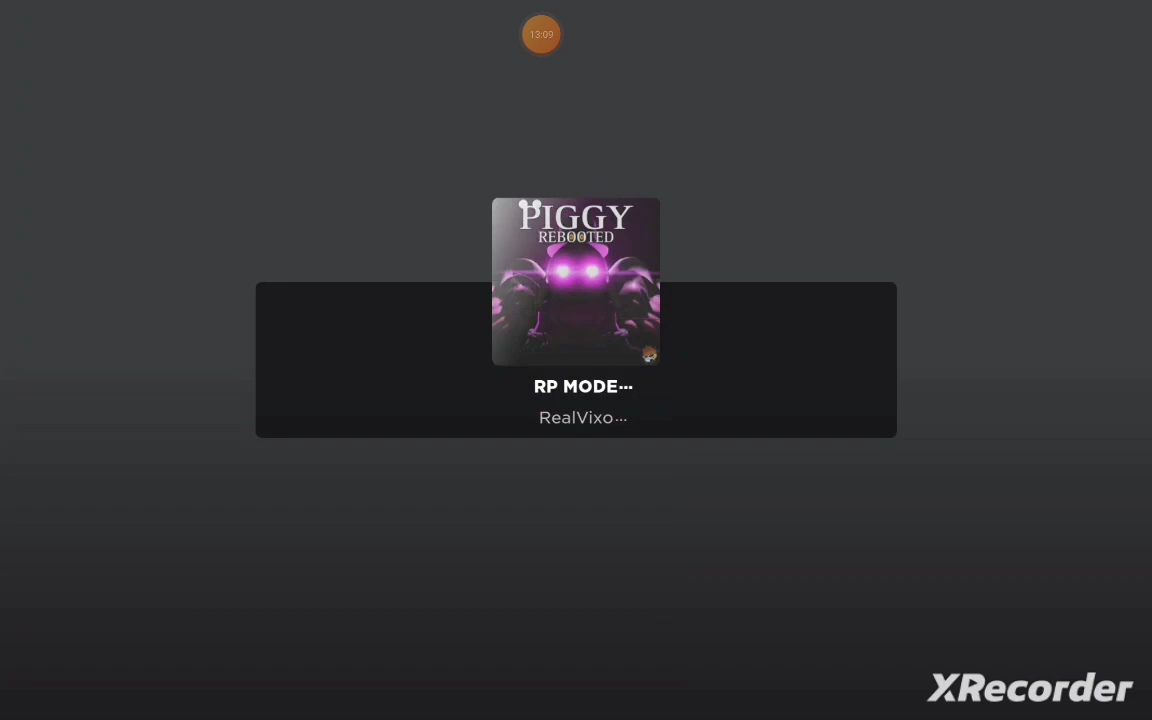 13:09
PIGGY
REBOOTED
RP MODE...
RealVixo...
XRecorder